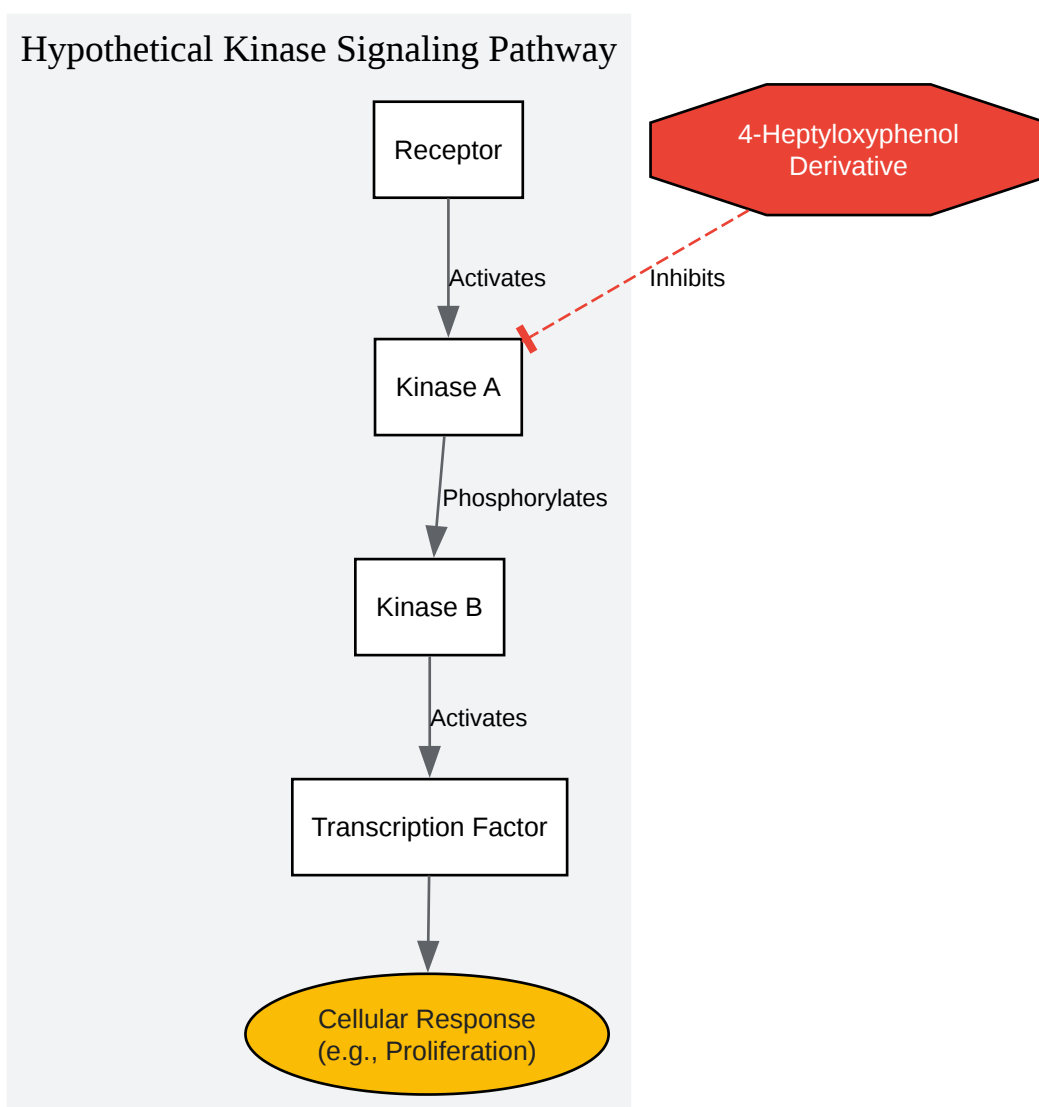 Hypothetical Kinase Signaling Pathway
Receptor
4-Heptyloxyphenol
Derivative
Activates
Inhibits
Kinase A
Phosphorylates
Kinase B
Activates
Transcription Factor
Cellular Response
(e.g., Proliferation)